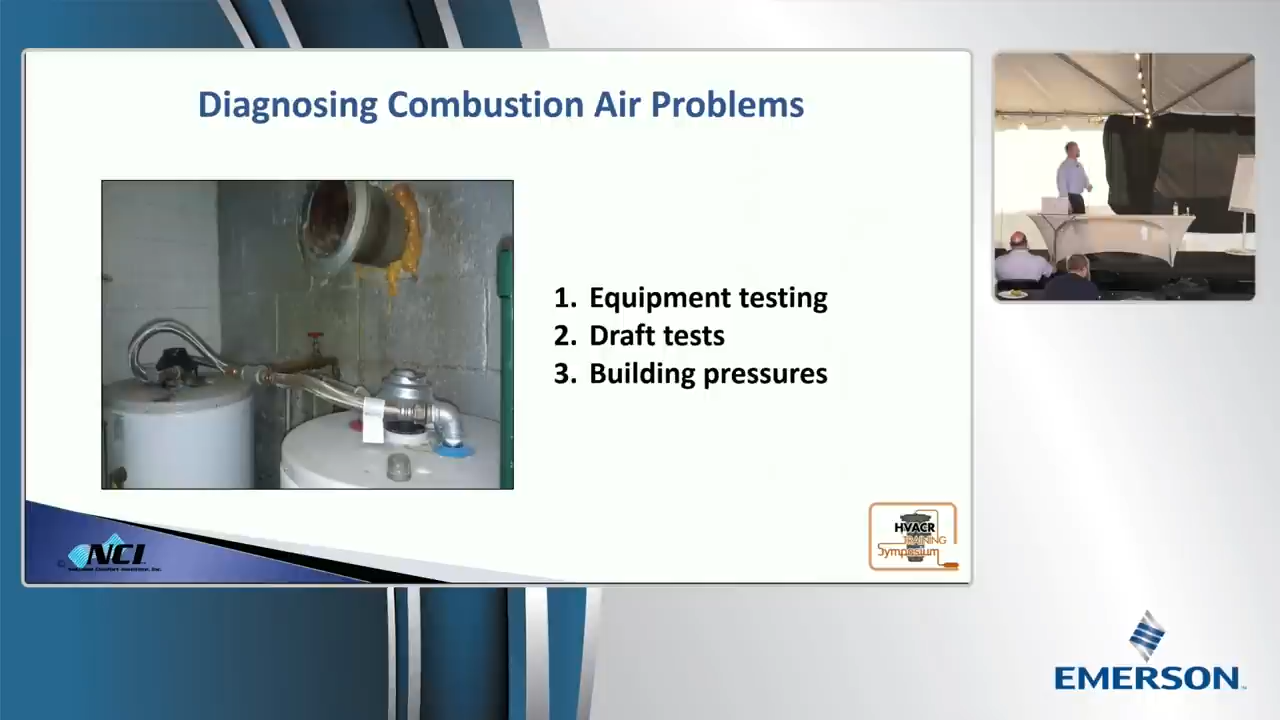 Diagnosing Combustion Air Problems
1. Equipment testing
2. Draft tests
3. Building pressures
NCI
HVACR
TRAINING
Symposium
EMERSON